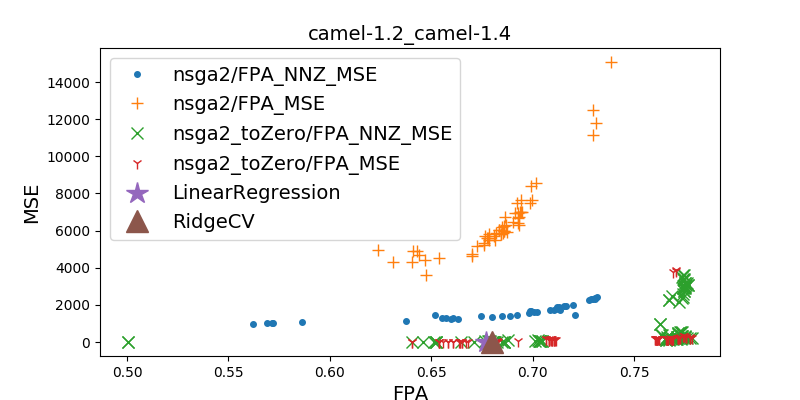 camel-1.2_camel-1.4
nsga2/FPA_NNZ_MSE
nsga2/FPA_MSE
nsga2_toZero/FPA_NNZ_MSE
nsga2_toZero/FPA_MSE
LinearRegression
RidgeCV
MSE
14000
12000
10000
8000
6000
4000
2000
0
0.50 0.55 0.60 0.65 0.70 0.75
FPA